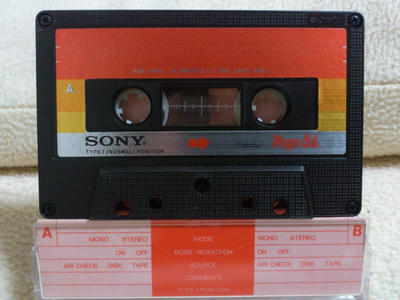 SONY
A
SONY
TYPE I (NORMAL) POSITION
A B
MONO STEREO MODE MONO STEREO
ON OFF NOISE REDUCTION ON OFF
AIR CHECK DISK TAPE SOURCE AIR CHECK DISK TAPE
COMMENTS
TYPE I POSITION